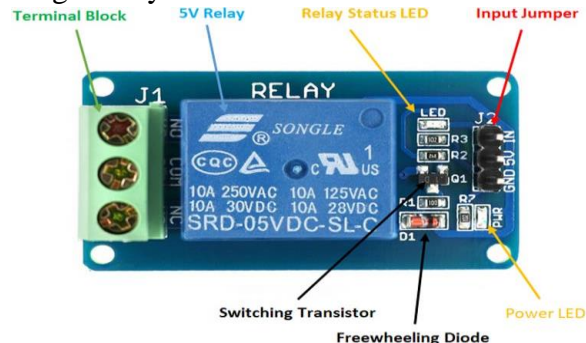 Terminal Block
5V Relay
Relay Status LED
Input Jumper
J1
RELAY
LED
J2
NO
COM
NC
SONGLE
®
CQC
c
US
1
10A 250VAC 10A 125VAC
10A 30VDC 10A 28VDC
SRD-05VDC-SL-C
R3
R2
Q1
R1
D1
IN
5V
GND
R7
PWR
Switching Transistor
Power LED
Freewheeling Diode